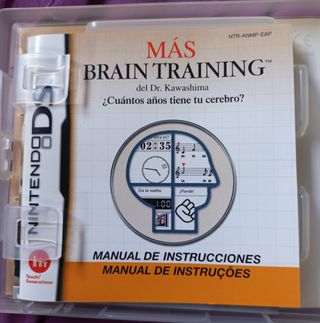 NTR-ANMP-EAP
MÁS
BRAIN TRAINING™
del Dr. Kawashima
¿Cuántos años tiene tu cerebro?
02:35
De la vuelta.
¡Pierde!
100
MANUAL DE INSTRUCCIONES
MANUAL DE INSTRUÇÕES
NINTENDO DS
Touch!
Generations